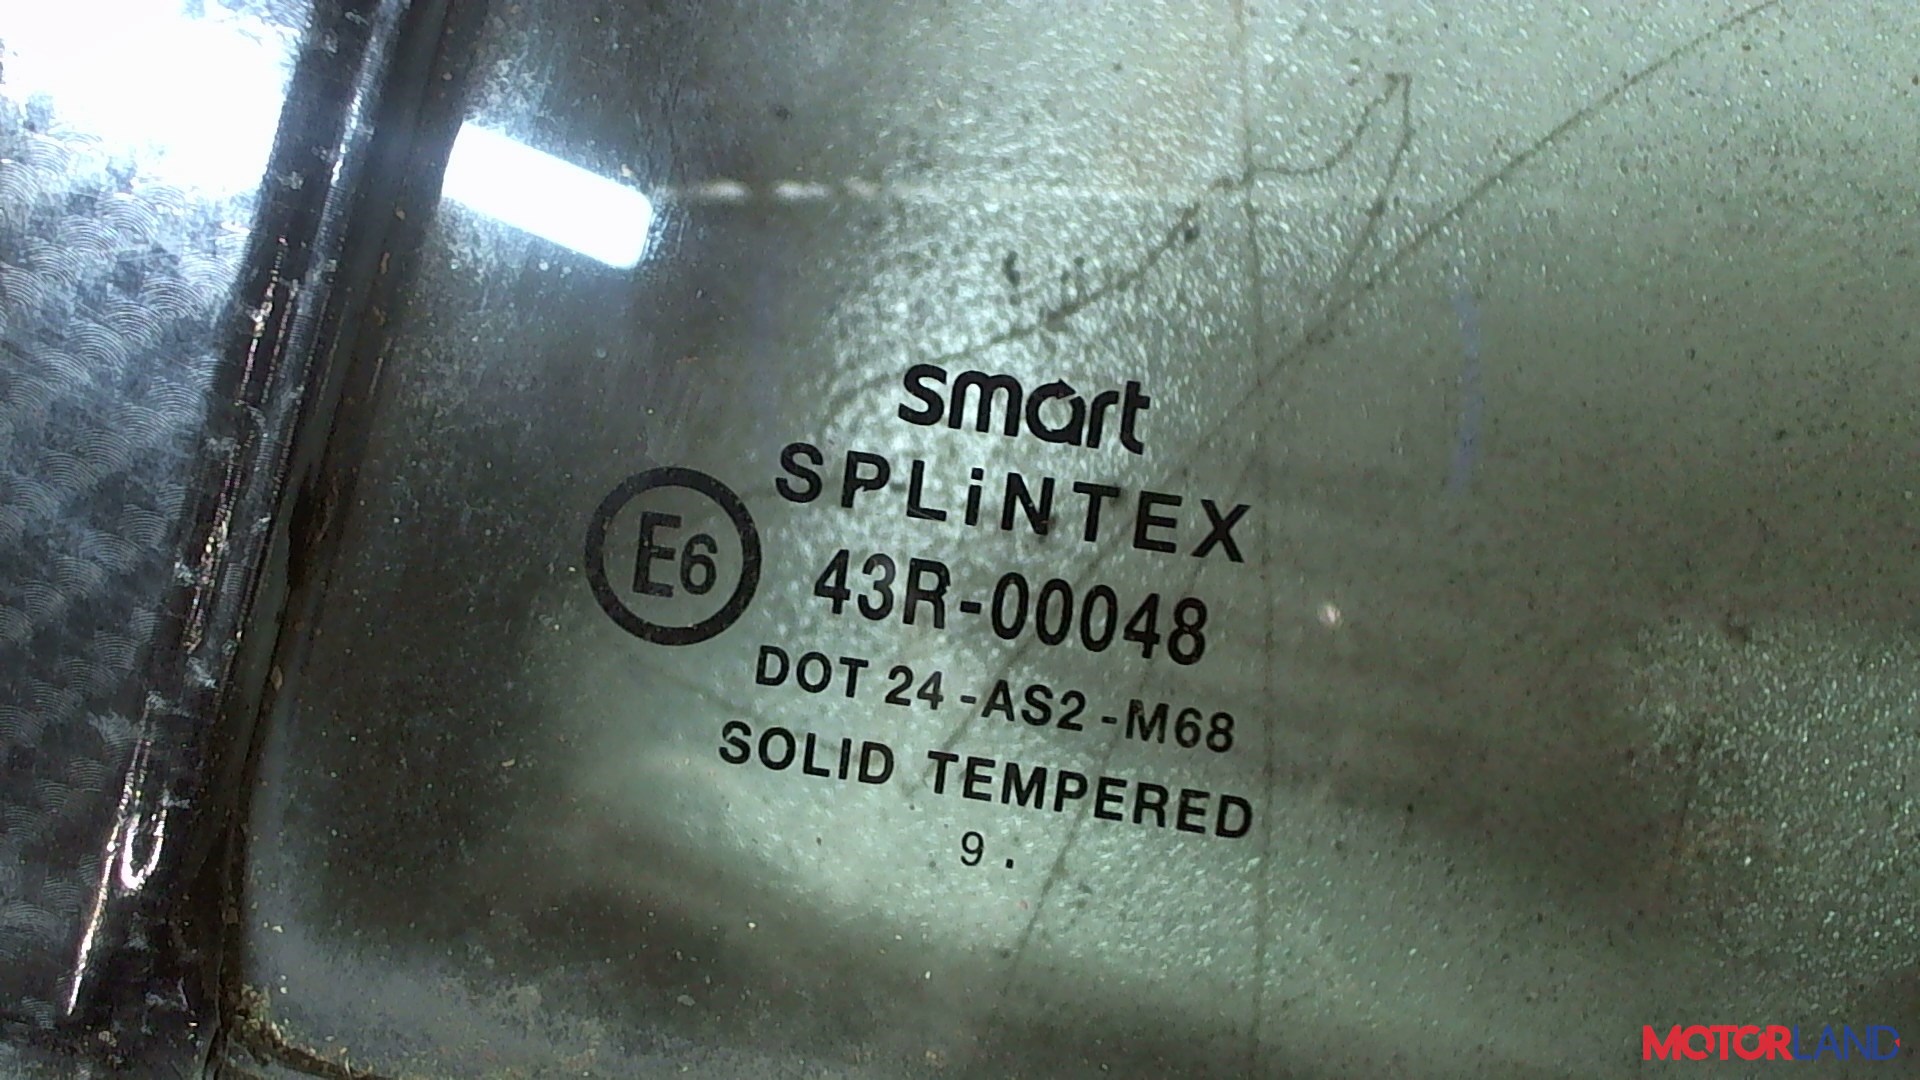 smart
SPLiNTEX
E6
43R-00048
DOT 24 -AS2 -M68
SOLID TEMPERED
9 .
MOTORLAND